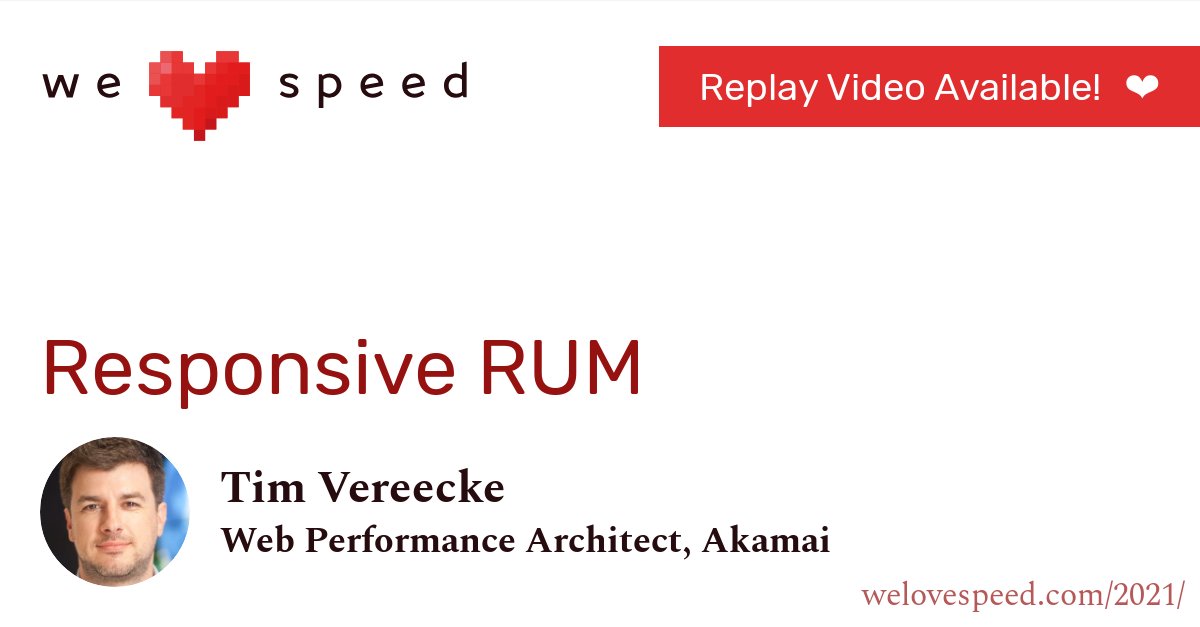 we ❤ speed
Replay Video Available! ❤
Responsive RUM
Tim Vereecke
Web Performance Architect, Akamai
welovespeed.com/2021/